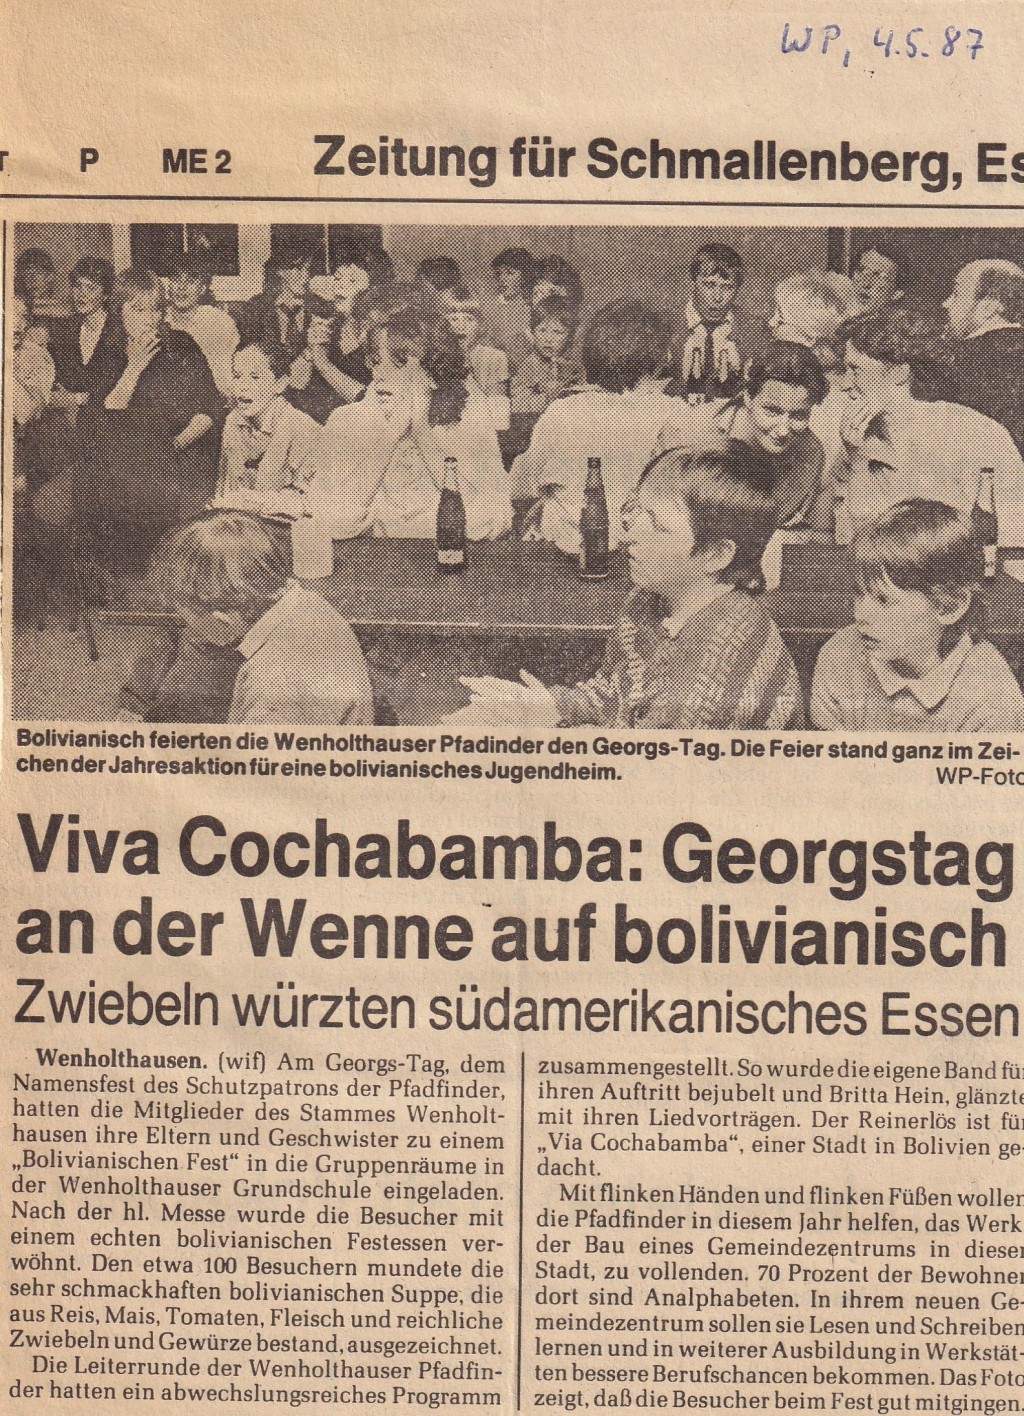 WP, 4.5.87
T P ME 2 Zeitung für Schmallenberg, Es
Bolivianisch feierten die Wenholthauser Pfadinder den Georgs-Tag. Die Feier stand ganz im Zei-
chen der Jahresaktion für eine bolivianisches Jugendheim.
WP-Foto
Viva Cochabamba: Georgstag
an der Wenne auf bolivianisch
Zwiebeln würzten südamerikanisches Essen
Wenholthausen. (wif) Am Georgs-Tag, dem
Namensfest des Schutzpatrons der Pfadfinder,
hatten die Mitglieder des Stammes Wenholt-
hausen ihre Eltern und Geschwister zu einem
„Bolivianischen Fest“ in die Gruppenräume in
der Wenholthauser Grundschule eingeladen.
Nach der hl. Messe wurde die Besucher mit
einem echten bolivianischen Festessen ver-
wöhnt. Den etwa 100 Besuchern mundete die
sehr schmackhaften bolivianischen Suppe, die
aus Reis, Mais, Tomaten, Fleisch und reichliche
Zwiebeln und Gewürze bestand, ausgezeichnet.
Die Leiterrunde der Wenholthauser Pfadfin-
der hatten ein abwechslungsreiches Programm
zusammengestellt. So wurde die eigene Band für
ihren Auftritt bejubelt und Britta Hein, glänzte
mit ihren Liedvorträgen. Der Reinerlös ist für
„Via Cochabamba“, einer Stadt in Bolivien ge-
dacht.
Mit flinken Händen und flinken Füßen wollen
die Pfadfinder in diesem Jahr helfen, das Werk,
der Bau eines Gemeindezentrums in dieser
Stadt, zu vollenden. 70 Prozent der Bewohner
dort sind Analphabeten. In ihrem neuen Ge-
meindezentrum sollen sie Lesen und Schreiben
lernen und in weiterer Ausbildung in Werkstät-
ten bessere Berufschancen bekommen. Das Foto
zeigt, daß die Besucher beim Fest gut mitgingen.